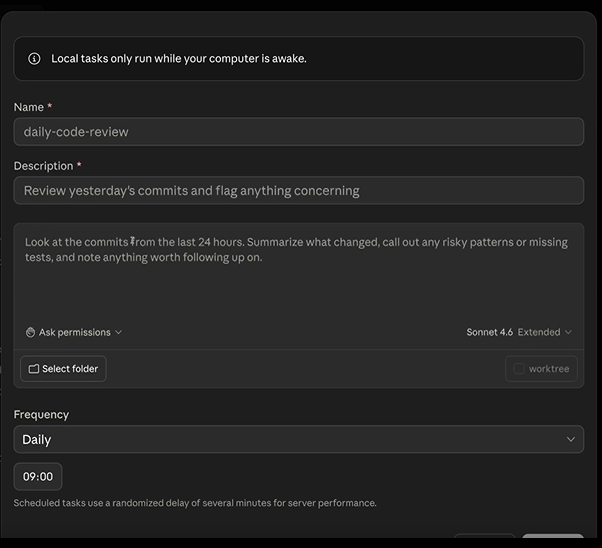 Local tasks only run while your computer is awake.
Name *
daily-code-review
Description *
Review yesterday's commits and flag anything concerning
Look at the commits from the last 24 hours. Summarize what changed, call out any risky patterns or missing
tests, and note anything worth following up on.
Ask permissions
Sonnet 4.6 Extended
Select folder
worktree
Frequency
Daily
09:00
Scheduled tasks use a randomized delay of several minutes for server performance.